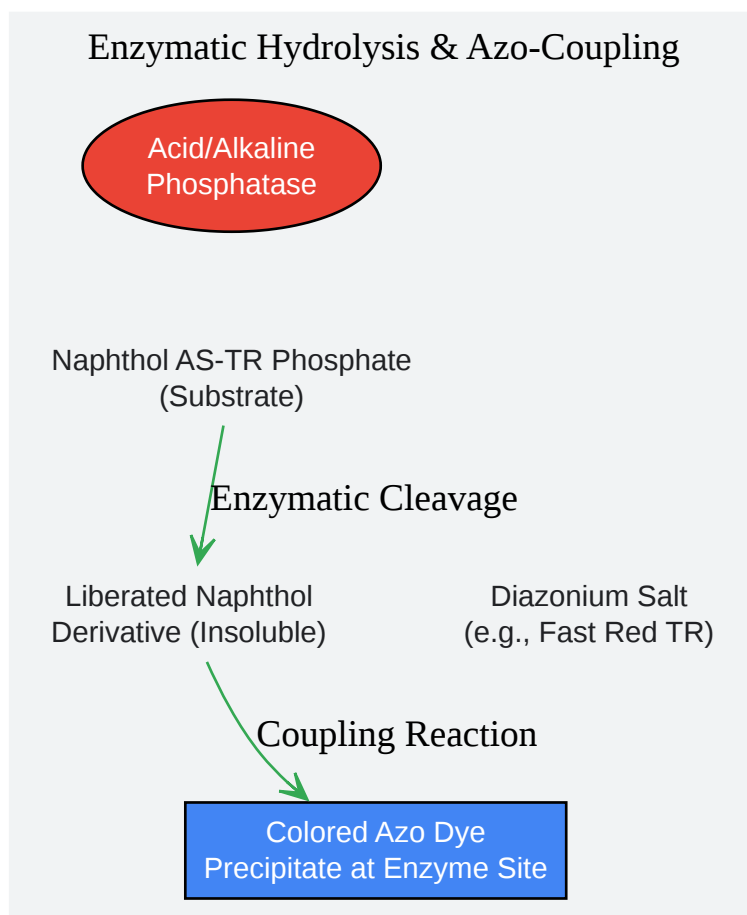 Enzymatic Hydrolysis & Azo-Coupling
Acid/Alkaline
Phosphatase
Naphthol AS-TR Phosphate
(Substrate)
Enzymatic Cleavage
Liberated Naphthol
Derivative (Insoluble)
Diazonium Salt
(e.g., Fast Red TR)
Coupling Reaction
Colored Azo Dye
Precipitate at Enzyme Site